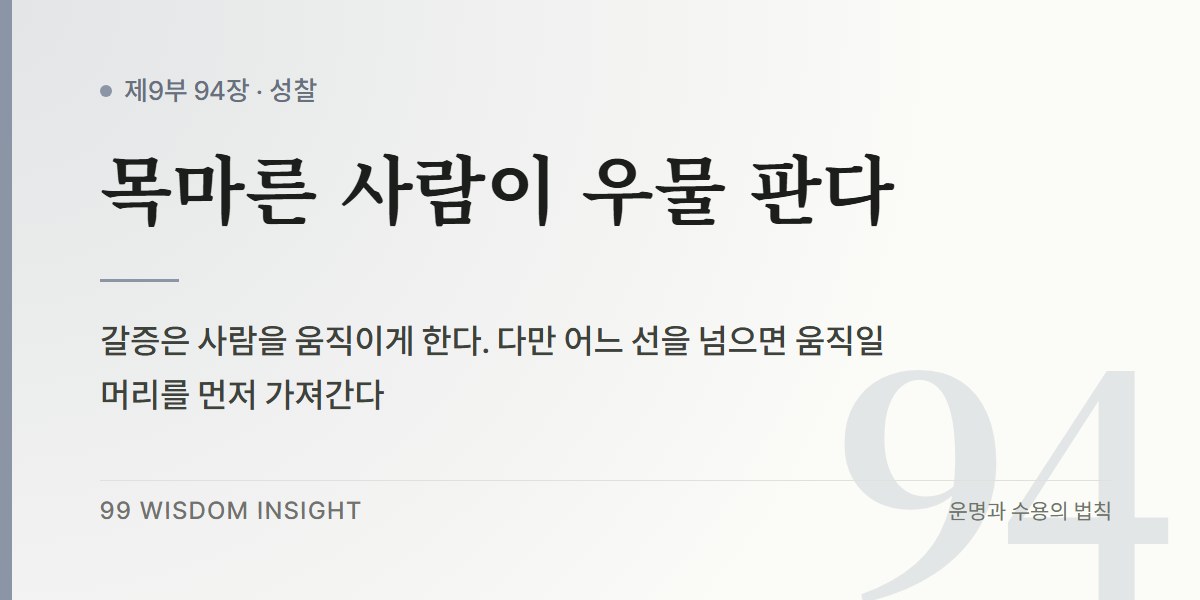 제9부 94장 · 성찰
목마른 사람이 우물 판다
갈증은 사람을 움직이게 한다. 다만 어느 선을 넘으면 움직일
머리를 먼저 가져간다
99 WISDOM INSIGHT
운명과 수용의 법칙
94